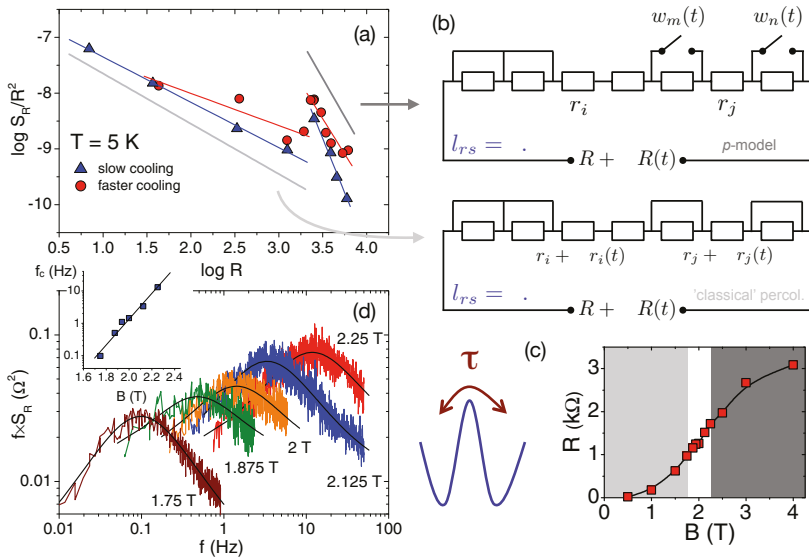 (a)
-7
-8
-9
-10
log S_R/R²
T = 5 K
slow cooling
faster cooling
0.5 1.0 1.5 2.0 2.5 3.0 3.5 4.0
log R
(b)
w_m(t) w_n(t)
r_i r_j
l_rs = .
R + R(t)
p-model
r_i + r_i(t) r_j + r_j(t)
l_rs = .
R + R(t)
'classical' percol.
(d)
f_c (Hz)
10
1
0.1
1.6 1.8 2.0 2.2 2.4
B (T)
0.1
0.01
f×S_R (Ω²)
2.25 T
2 T
1.875 T
2.125 T
1.75 T
0.01 0.1 1 10 100
f (Hz)
τ
(c)
3
2
1
0
R (kΩ)
0 1 2 3 4
B (T)